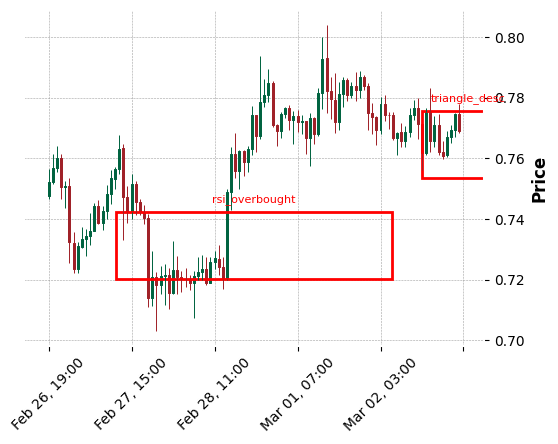 0.80
triangle_desc
0.78
0.76
Price
rsi_overbought
0.74
0.72
0.70
Feb 26, 19:00
Feb 27, 15:00
Feb 28, 11:00
Mar 01, 07:00
Mar 02, 03:00